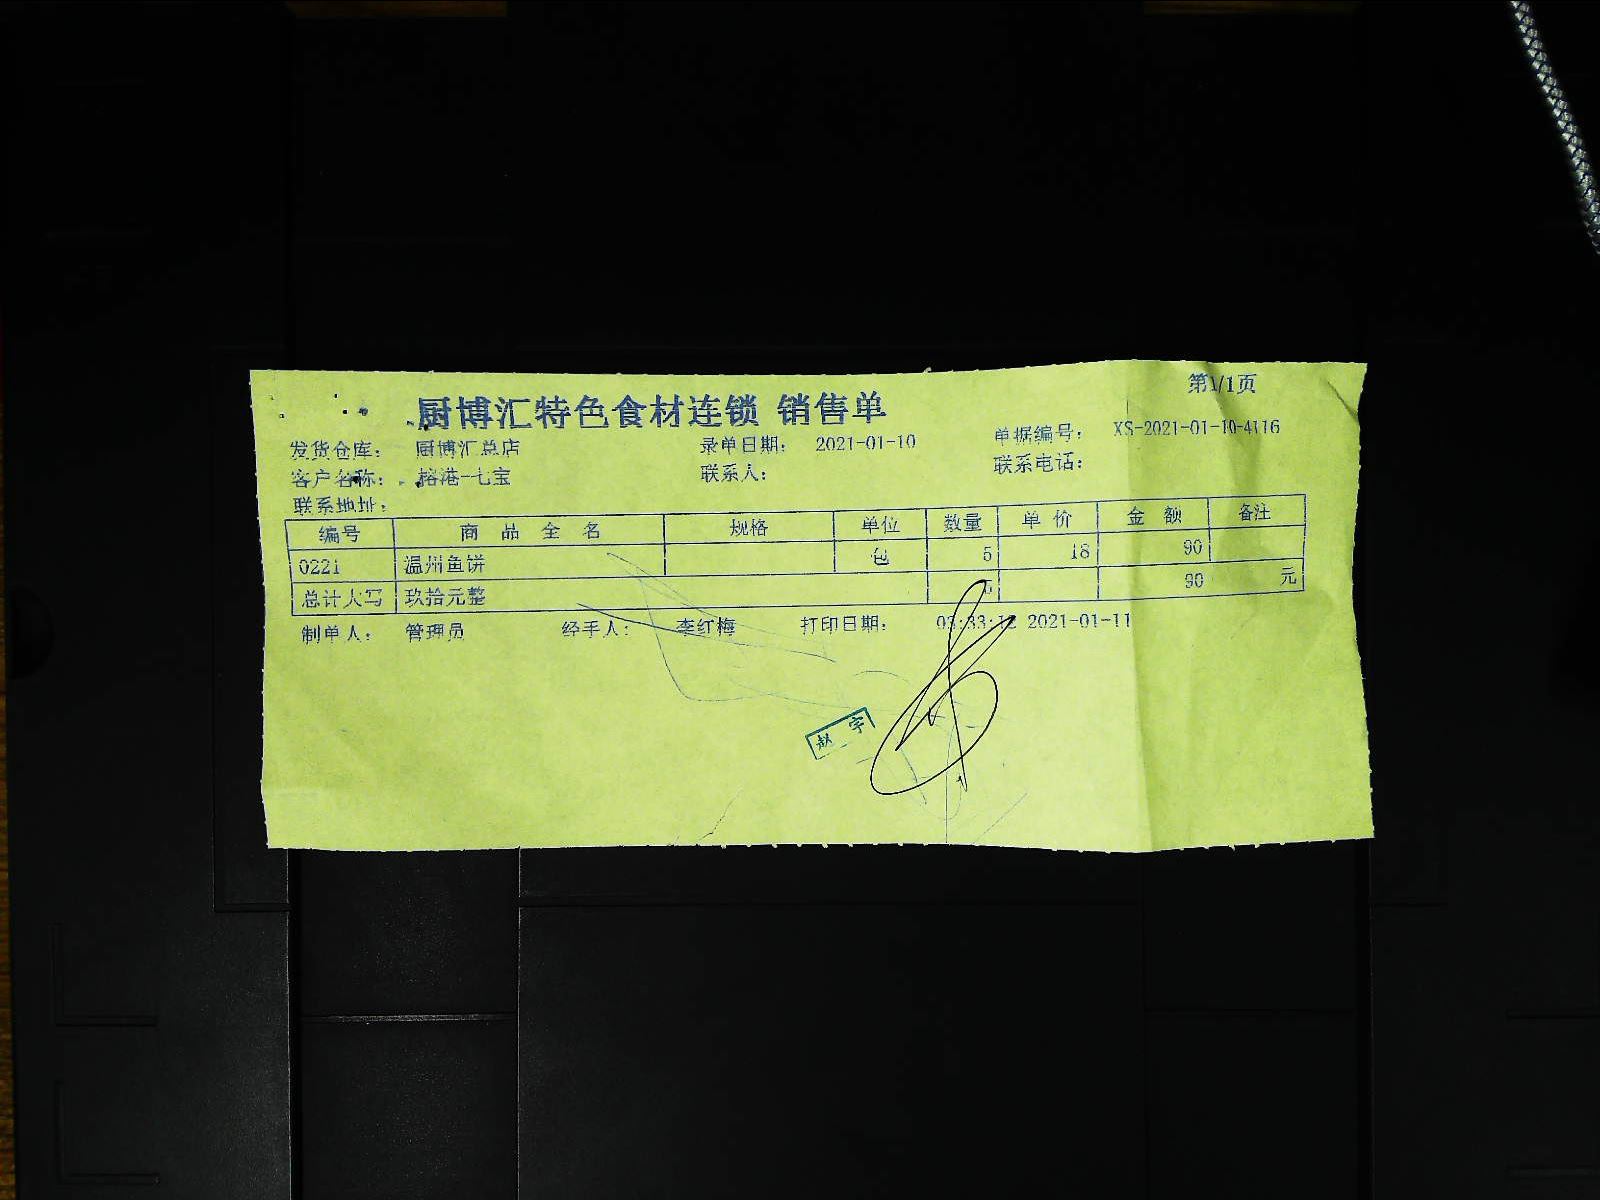 第1/1页
厨博汇特色食材连锁 销售单
发货仓库： 厨博汇总店 录单日期： 2021-01-10 单据编号： XS-2021-01-10-4116
客户名称： 榕港-七宝 联系人： 联系电话：
联系地址：
编号 商品全名 规格 单位 数量 单价 金额 备注
0221 温州鱼饼 包 5 18 90
总计大写 玖拾元整 5 90 元
制单人： 管理员 经手人： 李红梅 打印日期： 2021-01-11
赵宇